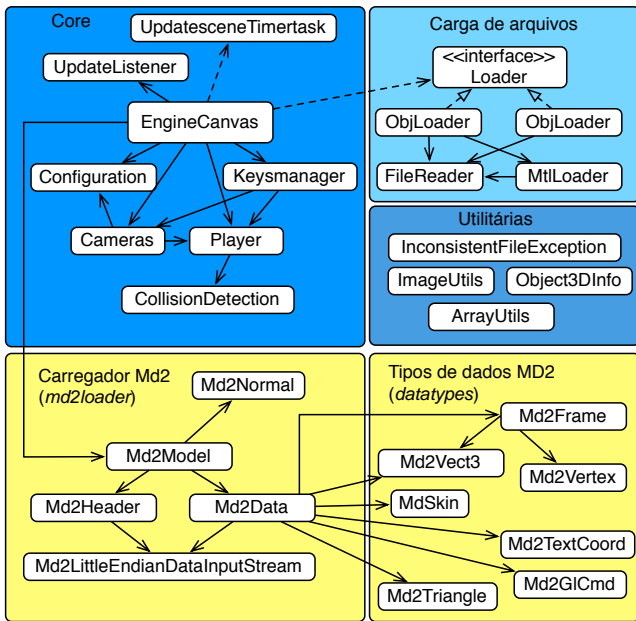 Core
UpdatesceneTimertask
UpdateListener
EngineCanvas
Configuration
Keysmanager
Cameras
Player
CollisionDetection
Carga de arquivos
<<interface>>
Loader
ObjLoader
ObjLoader
FileReader
MtlLoader
Utilitárias
InconsistentFileException
ImageUtils
Object3DInfo
ArrayUtils
Carregador Md2
(md2loader)
Md2Normal
Md2Model
Md2Header
Md2Data
Md2LittleEndianDataInputStream
Tipos de dados MD2
(datatypes)
Md2Frame
Md2Vect3
Md2Vertex
MdSkin
Md2TextCoord
Md2GlCmd
Md2Triangle